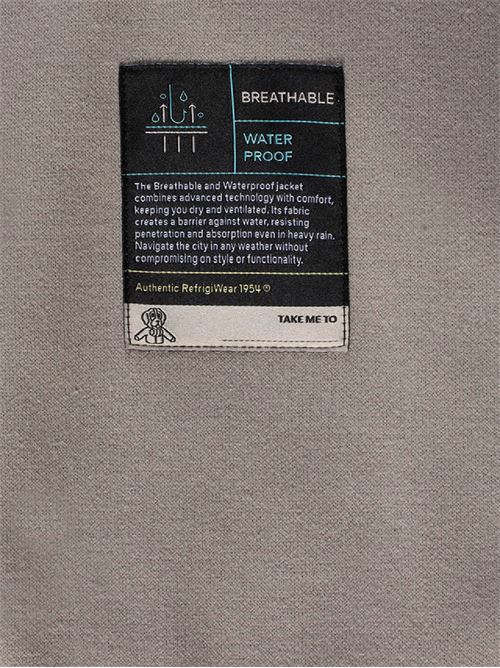 BREATHABLE
WATER
PROOF
The Breathable and Waterproof jacket
combines advanced technology with comfort,
keeping you dry and ventilated. Its fabric
creates a barrier against water, resisting
penetration and absorption even in heavy rain.
Navigate the city in any weather without
compromising on style or functionality.
Authentic RefrigiWear 1954 ®
TAKE ME TO